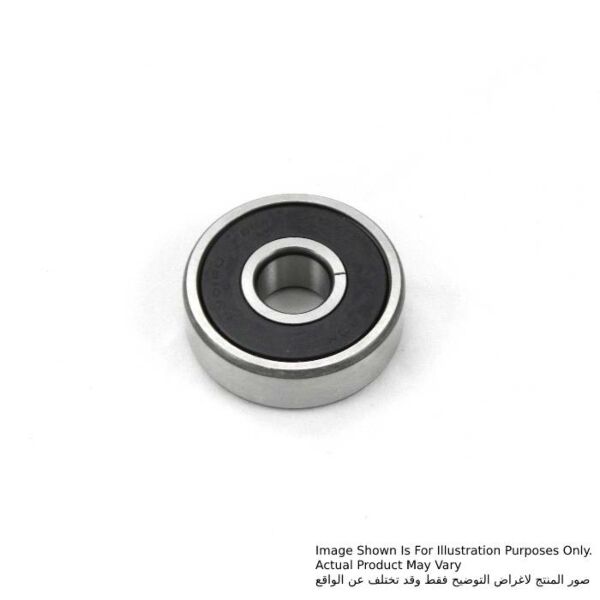 Image Shown Is For Illustration Purposes Only.
Actual Product May Vary
صور المنتج لاغراض التوضيح فقط وقد تختلف عن الواقع